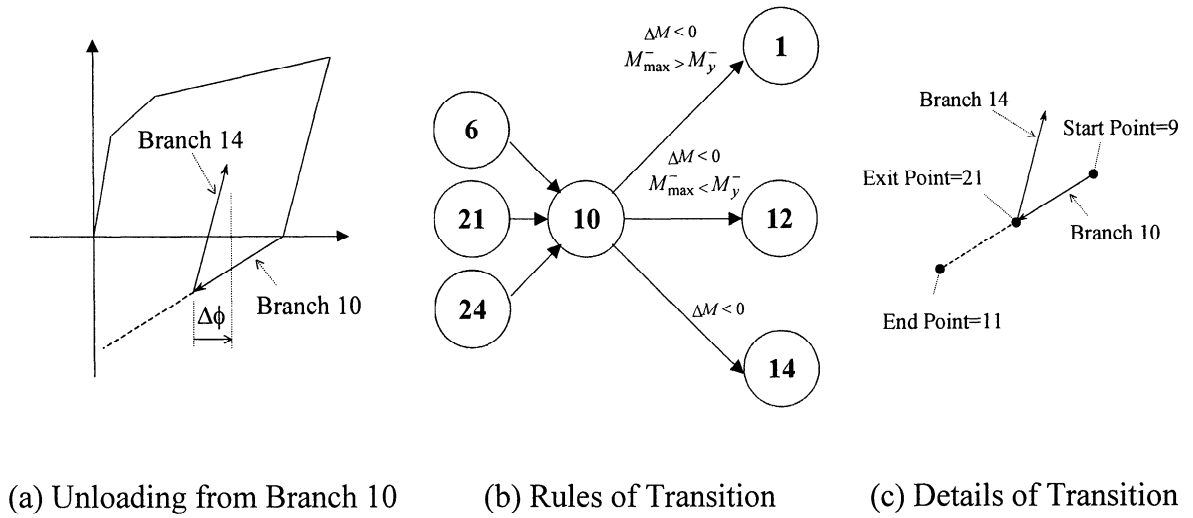 Branch 14
Branch 10
Δϕ
(a) Unloading from Branch 10
6
21
24
10
ΔM < 0
M⁻max > M⁻y
1
ΔM < 0
M⁻max < M⁻y
12
ΔM < 0
14
(b) Rules of Transition
Branch 14
Start Point=9
Exit Point=21
Branch 10
End Point=11
(c) Details of Transition